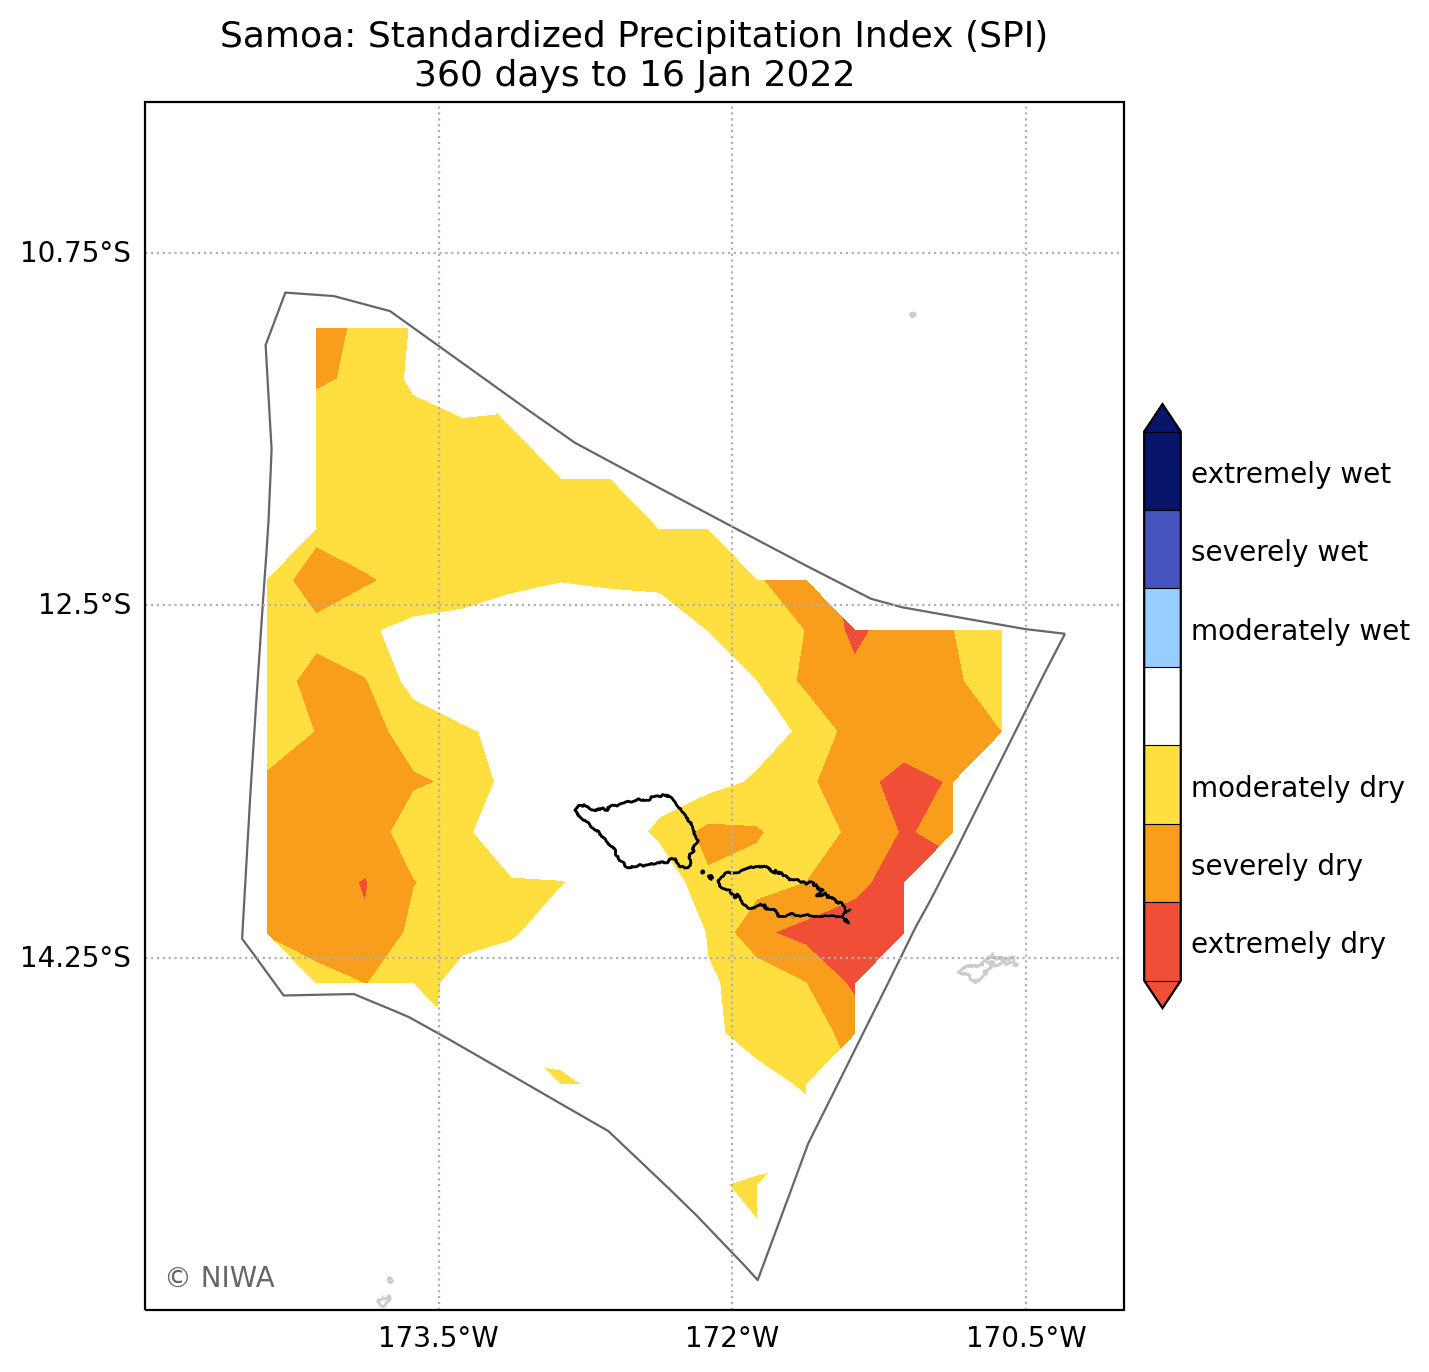 Samoa: Standardized Precipitation Index (SPI)
360 days to 16 Jan 2022
10.75°S
12.5°S
14.25°S
173.5°W
172°W
170.5°W
extremely wet
severely wet
moderately wet
moderately dry
severely dry
extremely dry
© NIWA